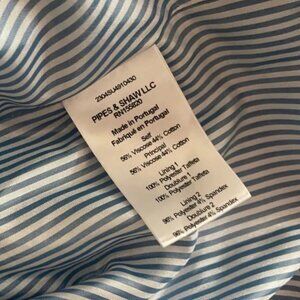 2304SUA910430
PIPES & SHAW LLC
RN155820
Made in Portugal
Fabriqué en Portugal
Self
56% Viscose 44% Cotton
Principal
56% Viscose 44% Cotton
Lining 1
100% Polyester Taffeta
Doublure 1
100% Polyester Taffeta
Lining 2
96% Polyester 4% Spandex
Doublure 2
96% Polyester 4% Spandex